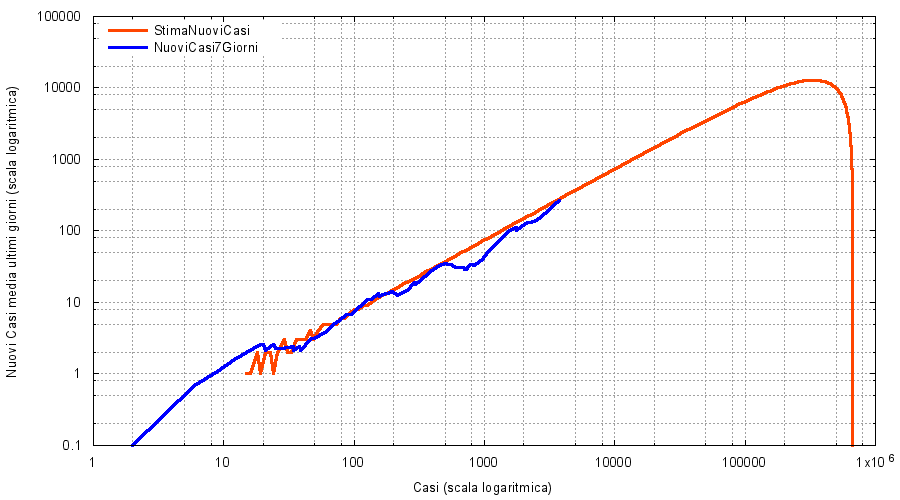 100000
StimaNuoviCasi
NuoviCasi7Giorni
10000
1000
100
10
1
0.1
Nuovi Casi media ultimi giorni (scala logaritmica)
1 10 100 1000 10000 100000 1x10 6
Casi (scala logaritmica)